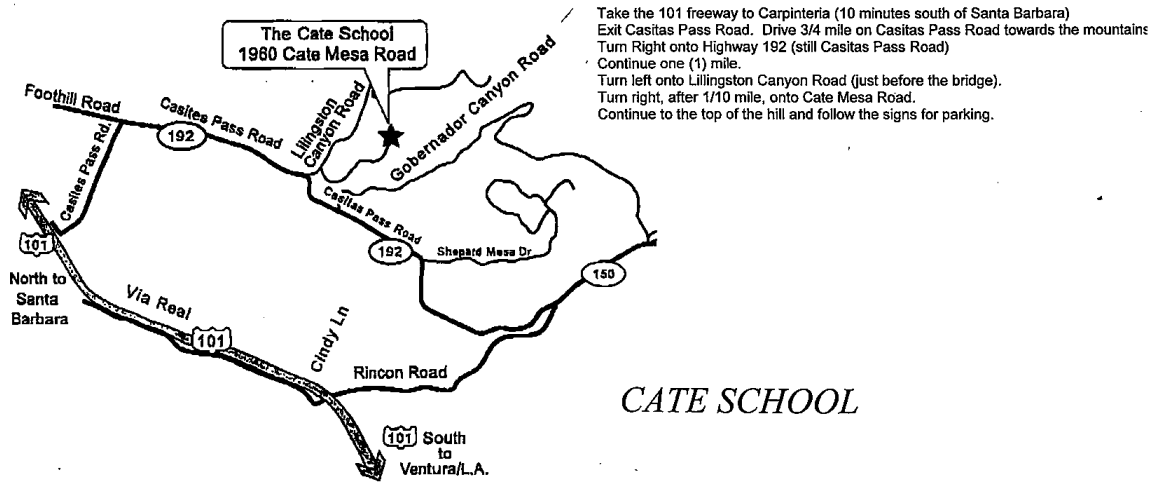 Take the 101 freeway to Carpinteria (10 minutes south of Santa Barbara)
Exit Casitas Pass Road. Drive 3/4 mile on Casitas Pass Road towards the mountains
Turn Right onto Highway 192 (still Casitas Pass Road)
Continue one (1) mile.
Turn left onto Lillingston Canyon Road (just before the bridge).
Turn right, after 1/10 mile, onto Cate Mesa Road.
Continue to the top of the hill and follow the signs for parking.
The Cate School
1960 Cate Mesa Road
Foothill Road
Casites Pass Road
192
Lillingston
Canyon Road
Gobernador Canyon Road
Casites Pass Rd.
Casitas Pass Road
192
Shepard Mesa Dr
150
101
North to
Santa
Barbara
Via Real
101
Cindy Ln
Rincon Road
101 South
to
Ventura/L.A.
CATE SCHOOL